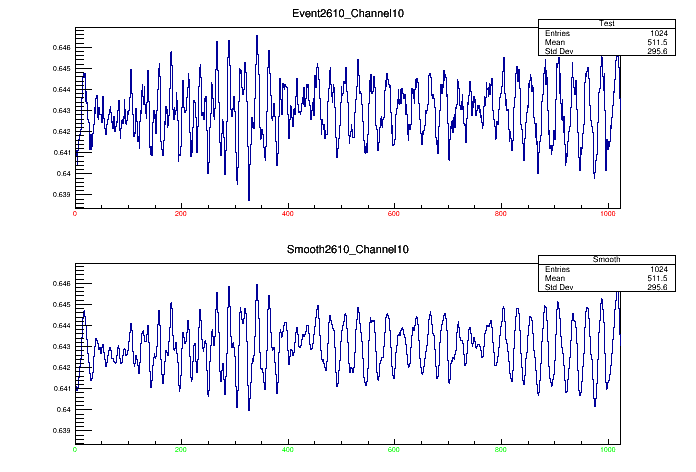 Event2610_Channel10
Test
Entries 1024
Mean 511.5
Std Dev 295.6
0.646
0.645
0.644
0.643
0.642
0.641
0.64
0.639
0 200 400 600 800 1000
Smooth2610_Channel10
Smooth
Entries 1024
Mean 511.5
Std Dev 295.6
0.646
0.645
0.644
0.643
0.642
0.641
0.64
0.639
0 200 400 600 800 1000